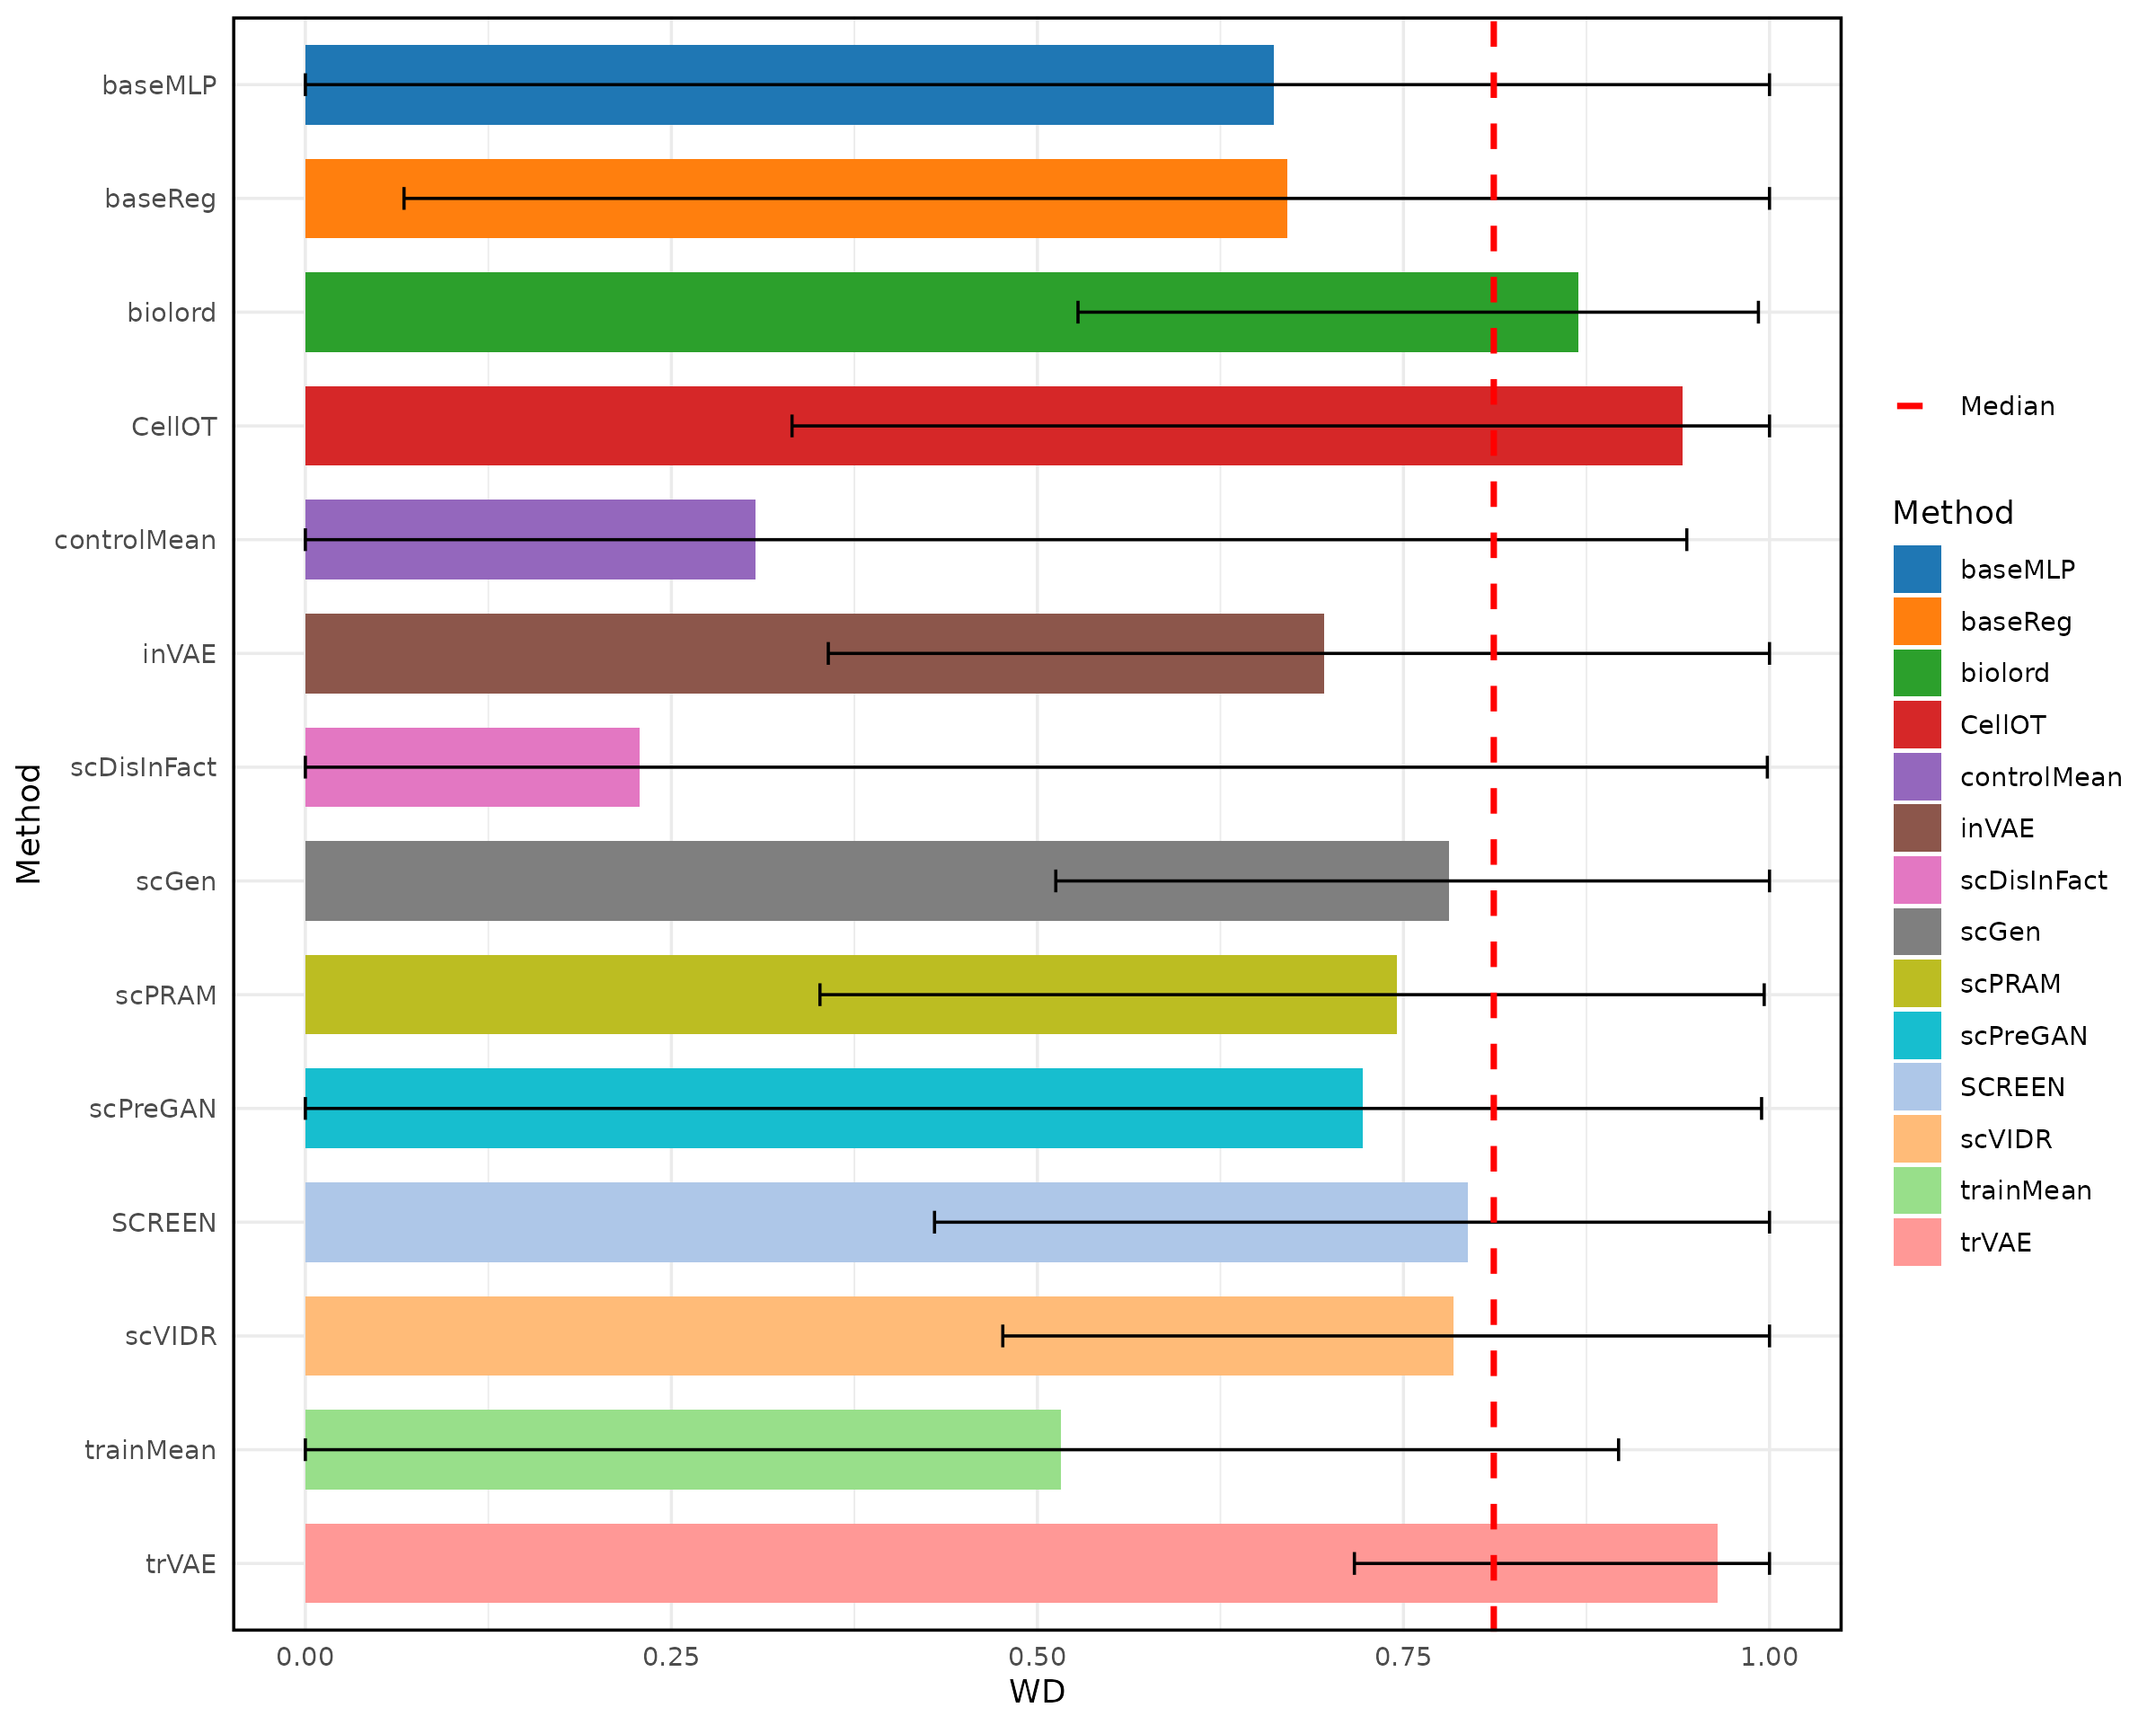 baseMLP
baseReg
biolord
CellOT
controlMean
inVAE
scDisInFact
scGen
scPRAM
scPreGAN
SCREEN
scVIDR
trainMean
trVAE
Method
0.00 0.25 0.50 0.75 1.00
WD
Median
Method
baseMLP
baseReg
biolord
CellOT
controlMean
inVAE
scDisInFact
scGen
scPRAM
scPreGAN
SCREEN
scVIDR
trainMean
trVAE